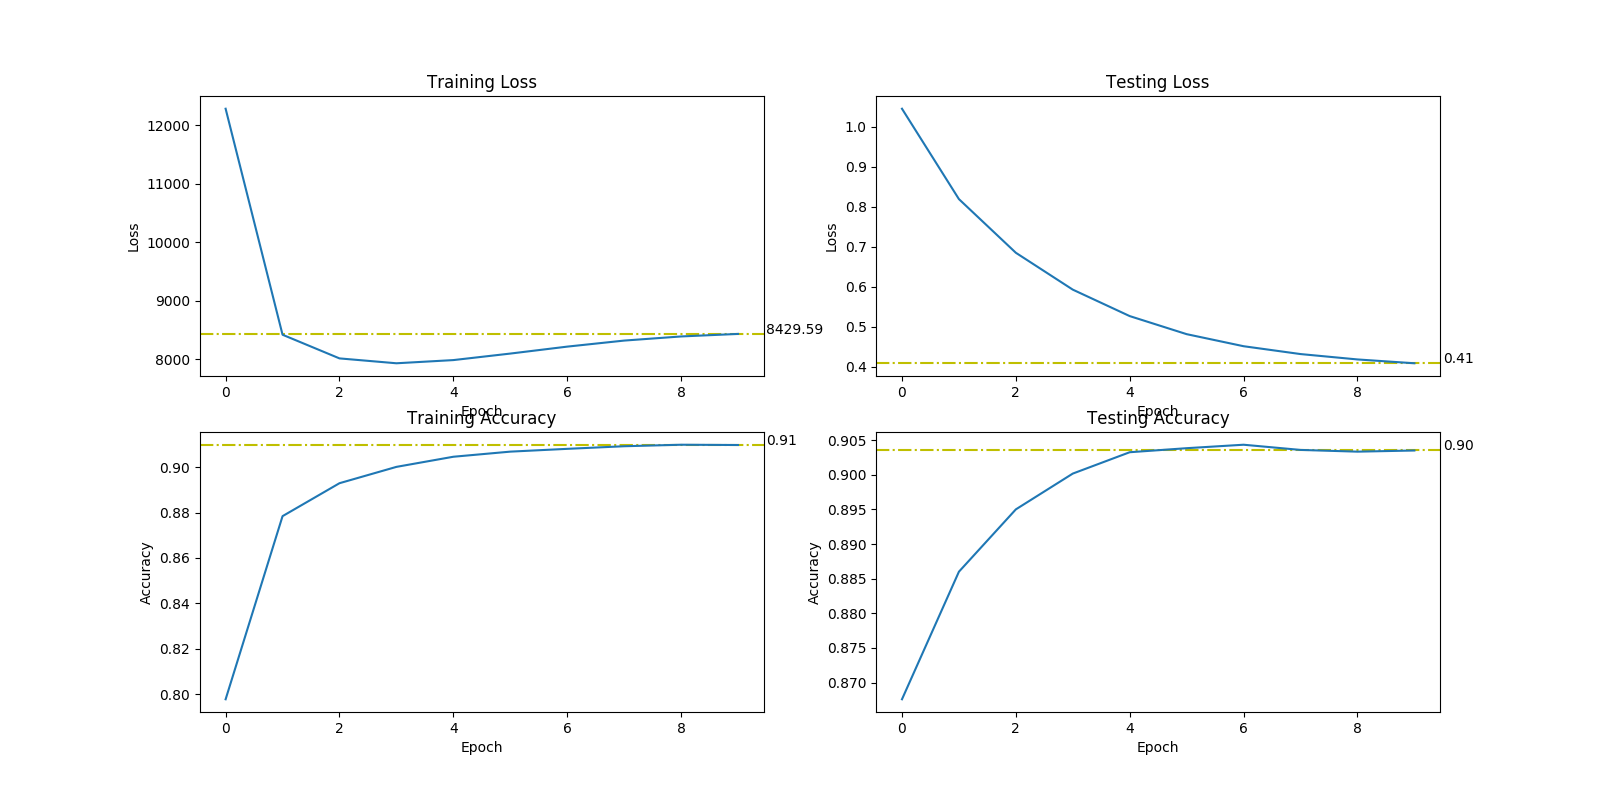 Training Loss
12000
11000
10000
9000
8000
Loss
8429.59
0 2 4 6 8
Epoch
Testing Loss
1.0
0.9
0.8
0.7
0.6
0.5
0.4
Loss
0.41
0 2 4 6 8
Epoch
Training Accuracy
0.90
0.88
0.86
0.84
0.82
0.80
Accuracy
0.91
0 2 4 6 8
Epoch
Testing Accuracy
0.905
0.900
0.895
0.890
0.885
0.880
0.875
0.870
Accuracy
0.90
0 2 4 6 8
Epoch